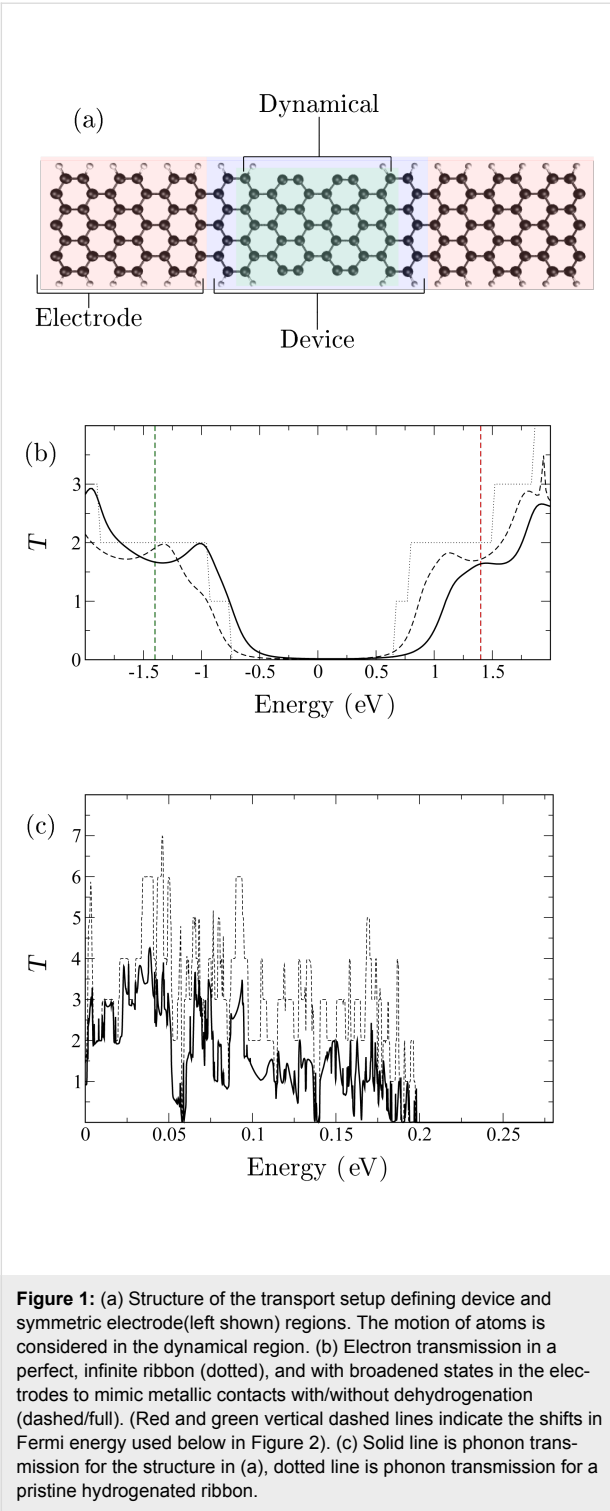 (a)
Dynamical
Electrode
Device
(b)
3
2
1
0
T
-1.5 -1 -0.5 0 0.5 1 1.5
Energy (eV)
(c)
7
6
5
4
3
2
1
T
0 0.05 0.1 0.15 0.2 0.25
Energy (eV)
Figure 1: (a) Structure of the transport setup defining device and
symmetric electrode(left shown) regions. The motion of atoms is
considered in the dynamical region. (b) Electron transmission in a
perfect, infinite ribbon (dotted), and with broadened states in the elec-
trodes to mimic metallic contacts with/without dehydrogenation
(dashed/full). (Red and green vertical dashed lines indicate the shifts in
Fermi energy used below in Figure 2). (c) Solid line is phonon trans-
mission for the structure in (a), dotted line is phonon transmission for a
pristine hydrogenated ribbon.